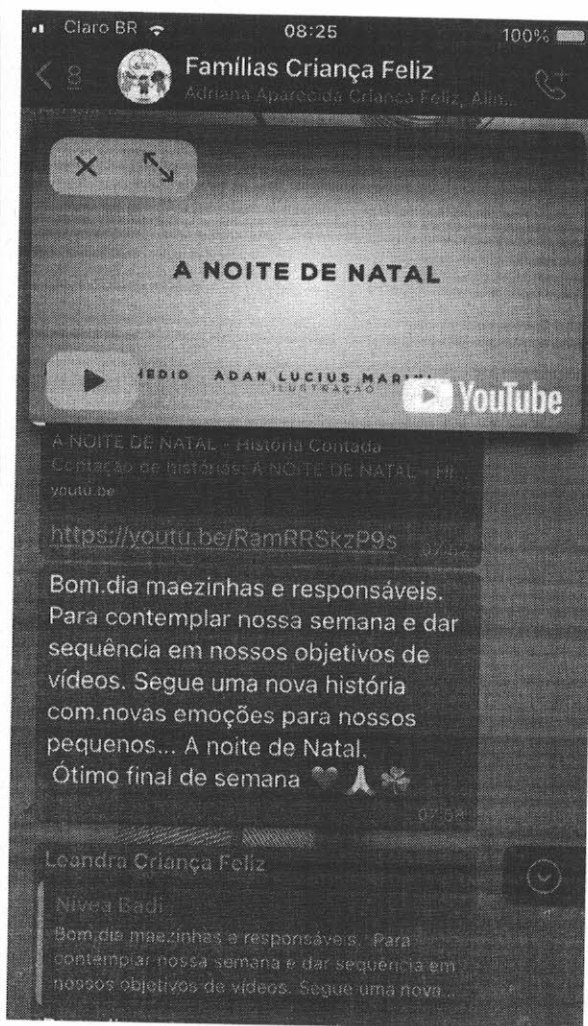 Claro BR 08:25 100%
8 Famílias Criança Feliz
Adriana Aparecida Criança Feliz, Alin...
A NOITE DE NATAL
ADAN LUCIUS
ILUSTRAÇÃO
YouTube
A NOITE DE NATAL - História Contada
Contação de histórias: A NOITE DE NATAL - HI
youtu.be
https://youtu.be/RamRRSkzP9s
Bom.dia maezinhas e responsáveis.
Para contemplar nossa semana e dar
sequência em nossos objetivos de
vídeos. Segue uma nova história
com.novas emoções para nossos
pequenos... A noite de Natal.
Ótimo final de semana ❤️🙏☘️
07:58
Leandra Criança Feliz
Nivea Badi
Bom.dia maezinhas e responsáveis. Para
contemplar nossa semana e dar sequência em
nossos objetivos de vídeos. Segue uma nova...